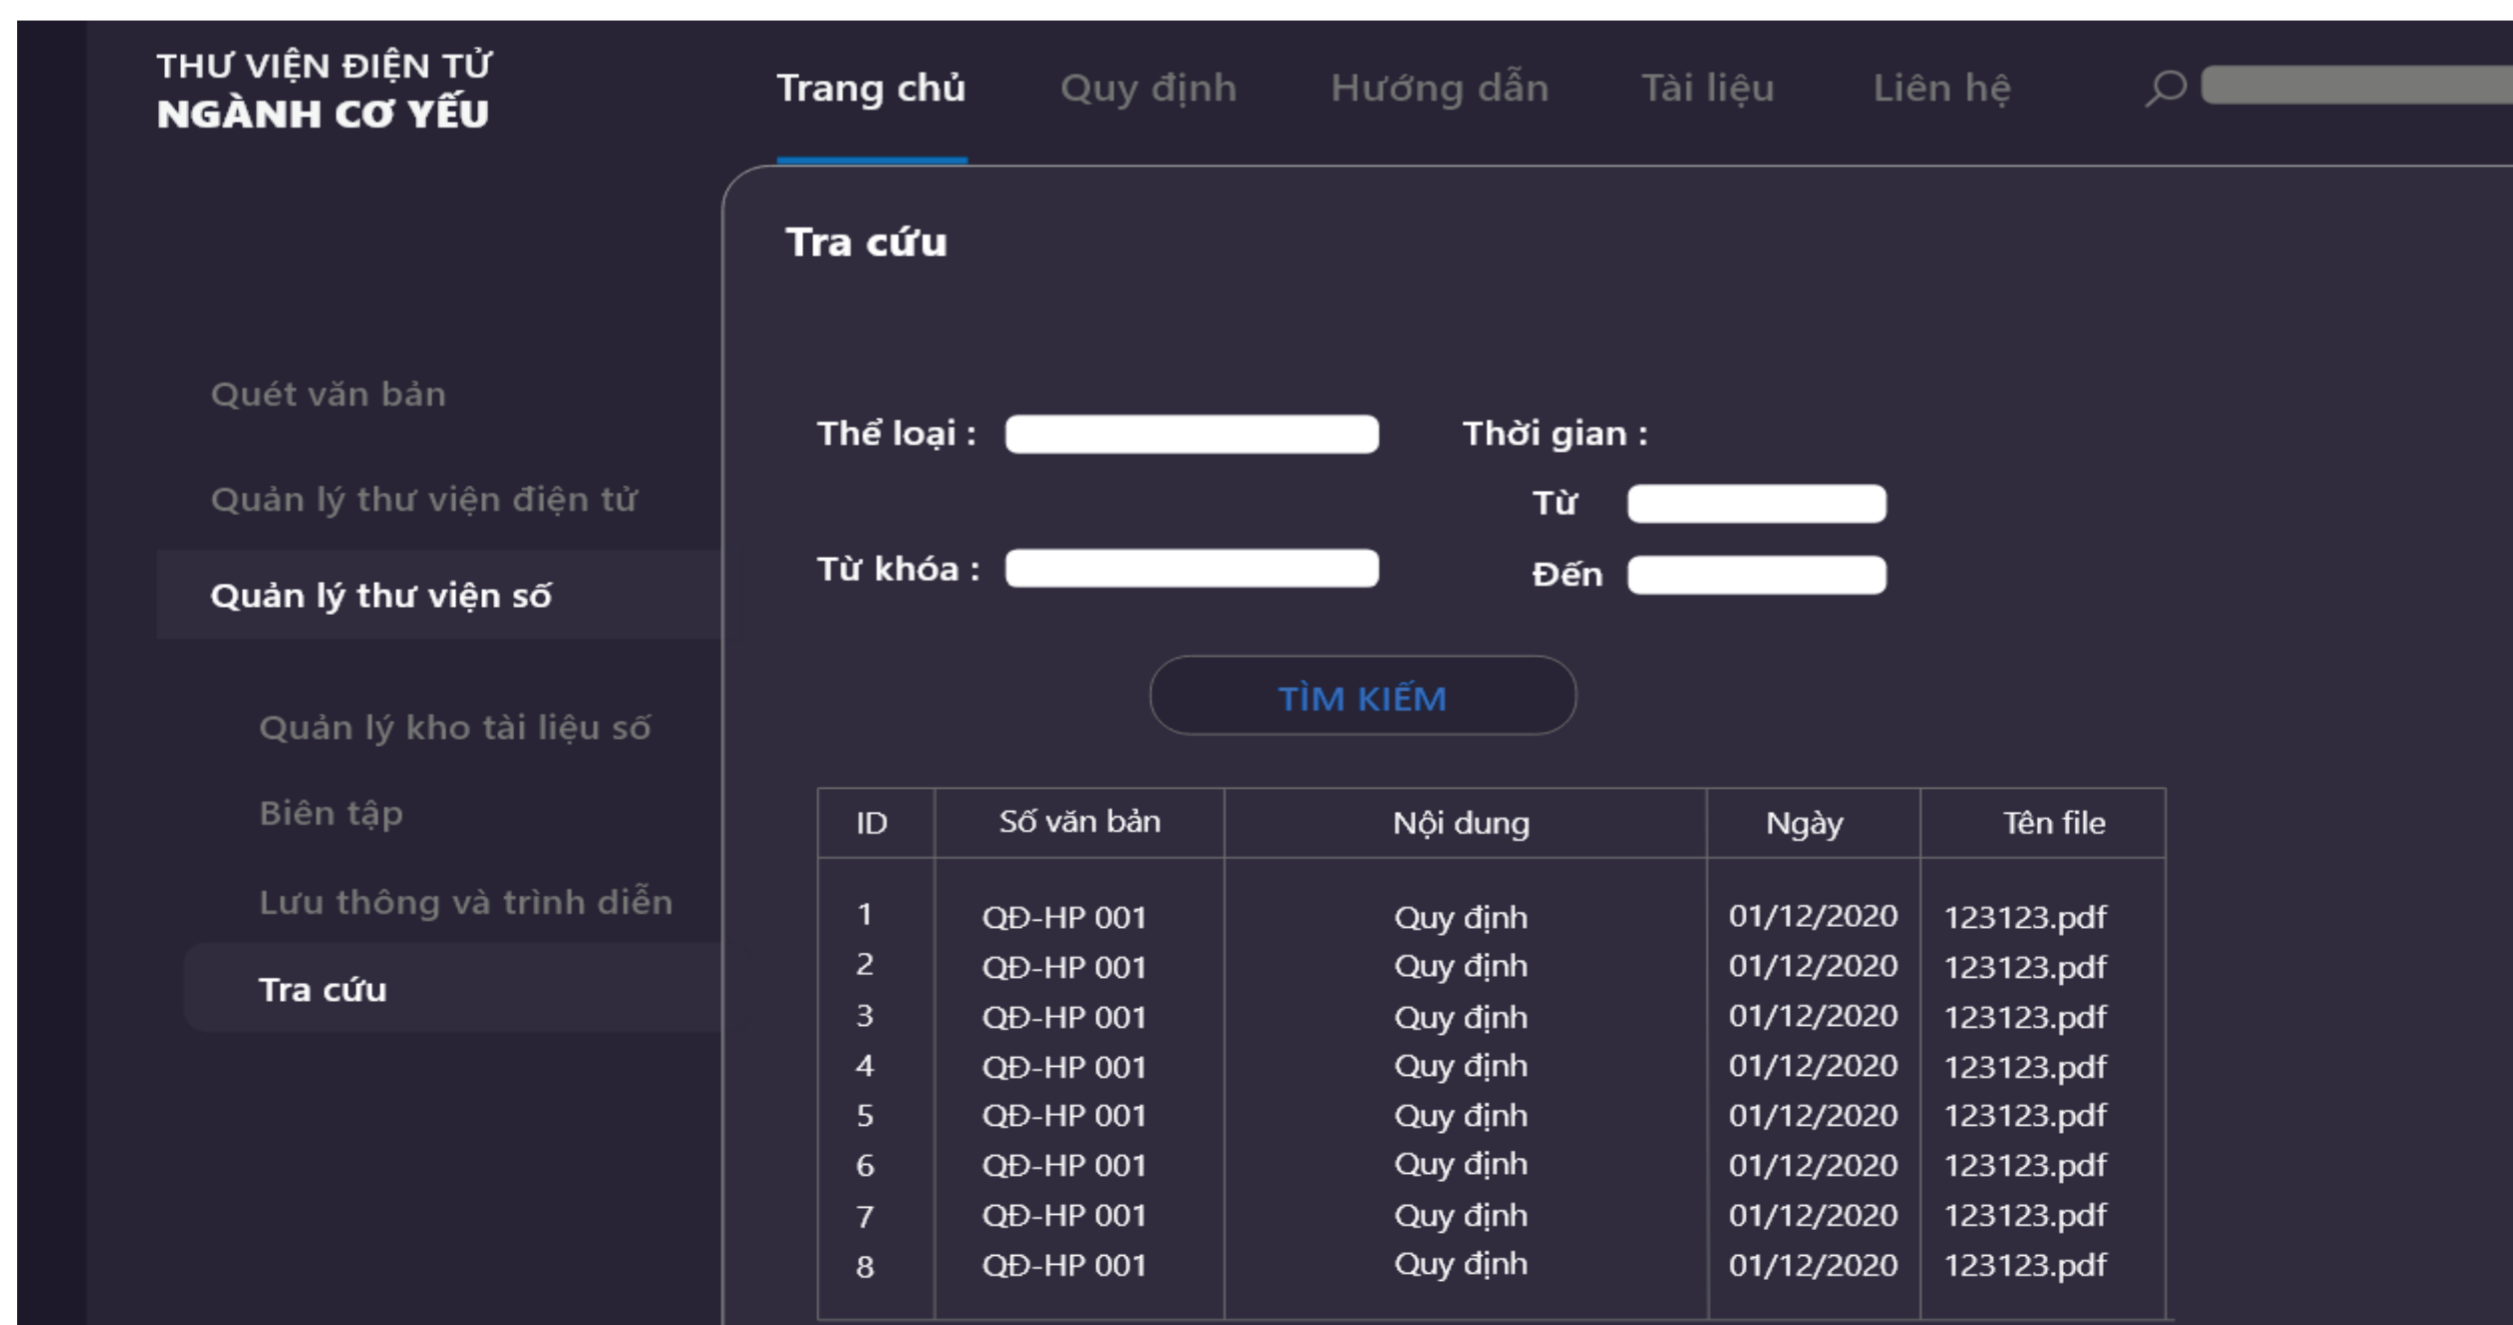 THƯ VIỆN ĐIỆN TỬ
NGÀNH CƠ YẾU
Trang chủ Quy định Hướng dẫn Tài liệu Liên hệ
Quét văn bản
Quản lý thư viện điện tử
Quản lý thư viện số
Quản lý kho tài liệu số
Biên tập
Lưu thông và trình diễn
Tra cứu
Tra cứu
Thể loại : Thời gian :
Từ
Từ khóa : Đến
TÌM KIẾM
ID Số văn bản Nội dung Ngày Tên file
1 QĐ-HP 001 Quy định 01/12/2020 123123.pdf
2 QĐ-HP 001 Quy định 01/12/2020 123123.pdf
3 QĐ-HP 001 Quy định 01/12/2020 123123.pdf
4 QĐ-HP 001 Quy định 01/12/2020 123123.pdf
5 QĐ-HP 001 Quy định 01/12/2020 123123.pdf
6 QĐ-HP 001 Quy định 01/12/2020 123123.pdf
7 QĐ-HP 001 Quy định 01/12/2020 123123.pdf
8 QĐ-HP 001 Quy định 01/12/2020 123123.pdf